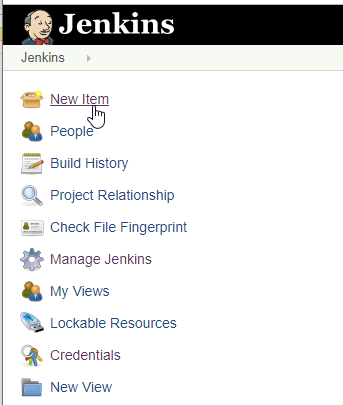 Jenkins
Jenkins
New Item
People
Build History
Project Relationship
Check File Fingerprint
Manage Jenkins
My Views
Lockable Resources
Credentials
New View